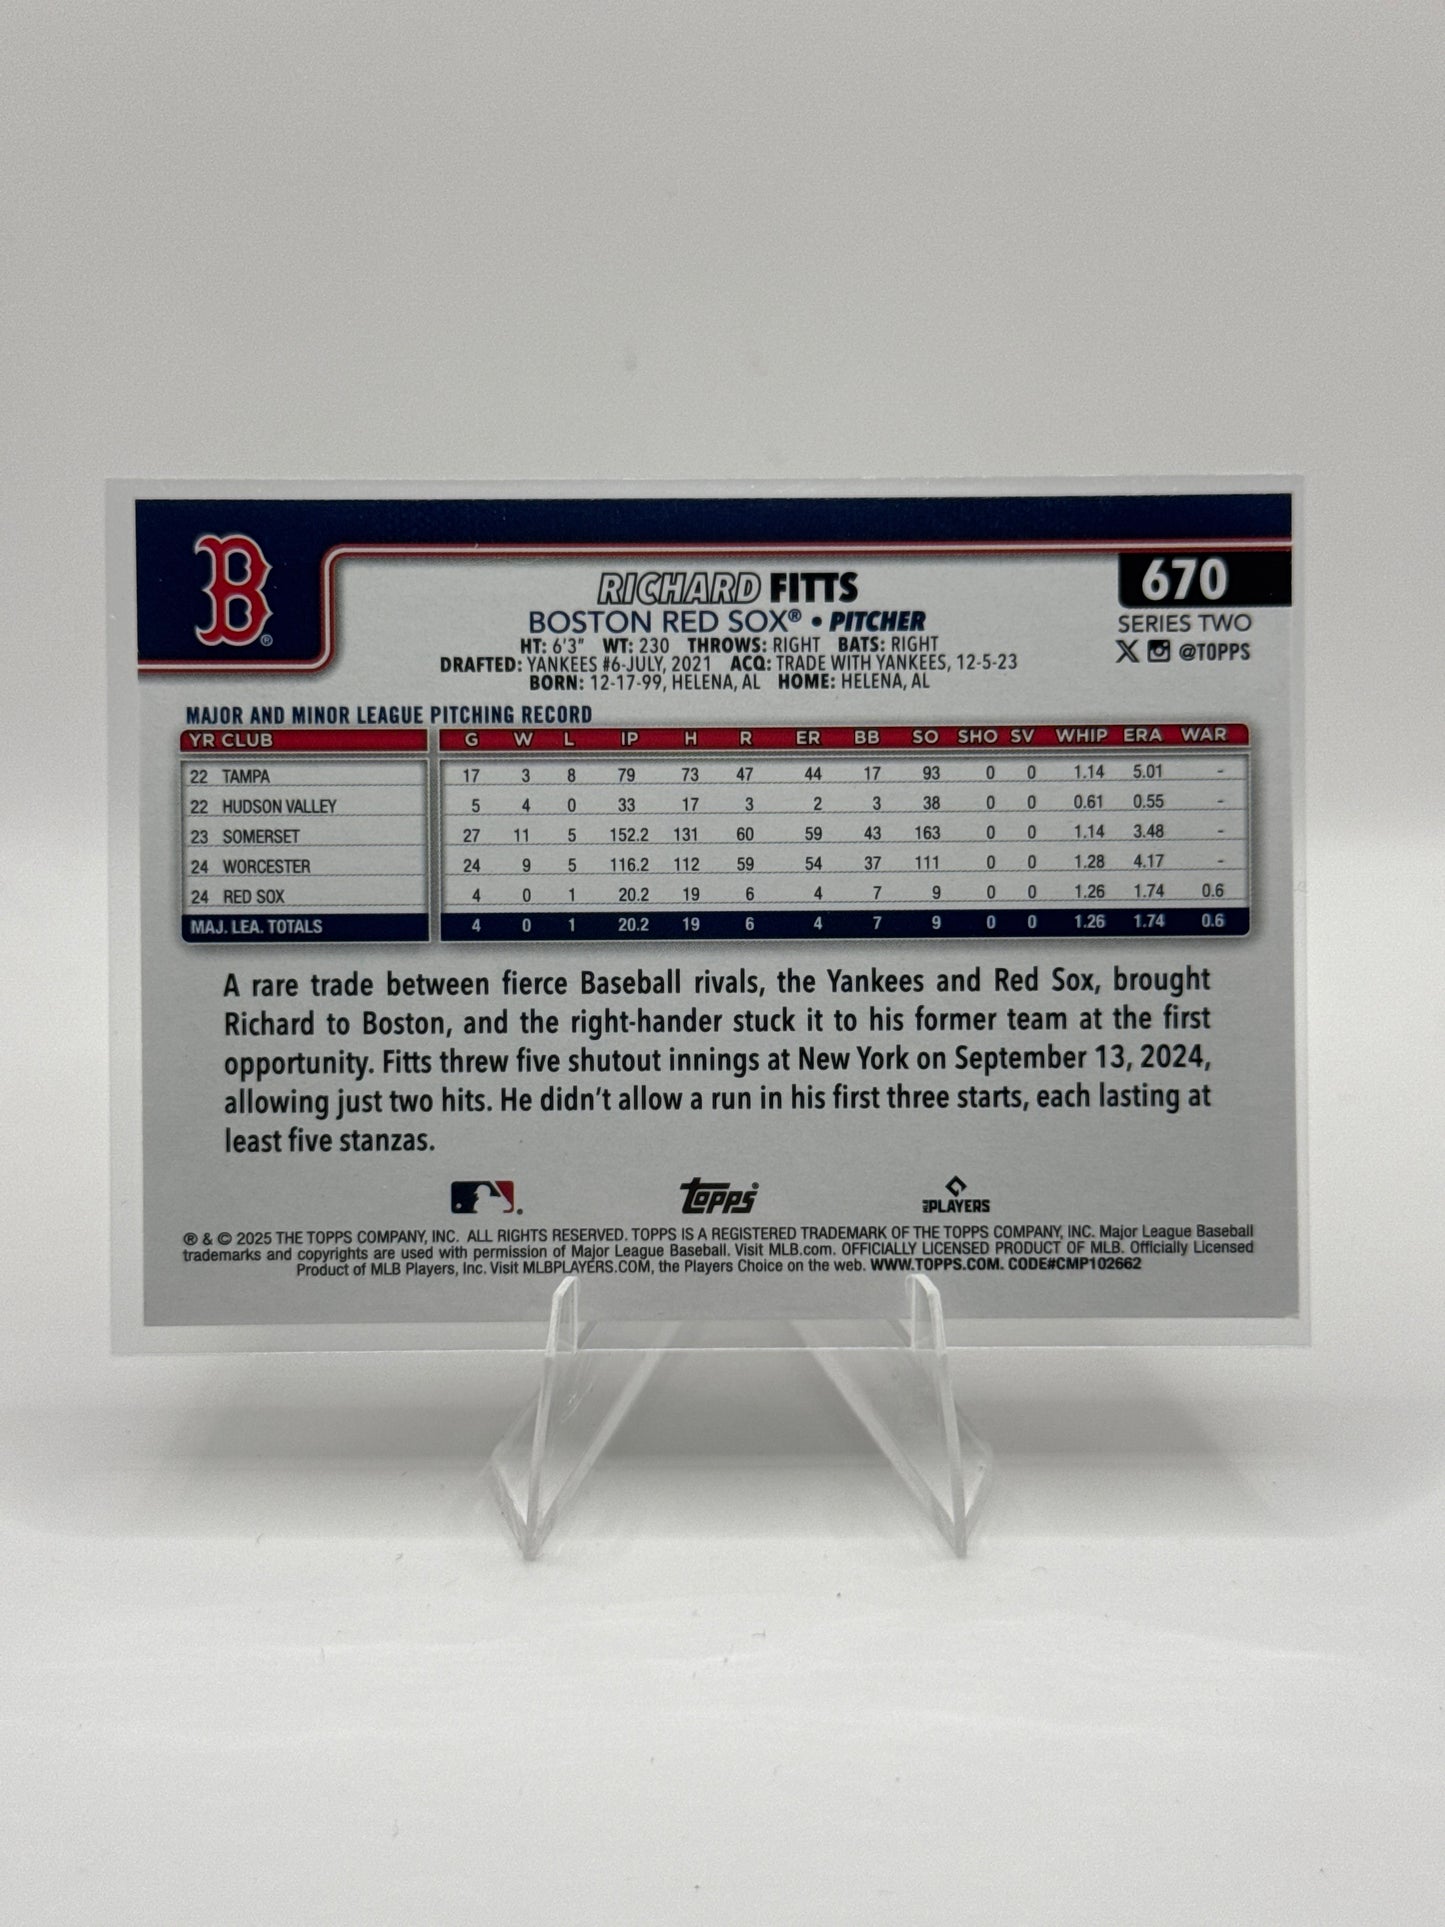 B®
RICHARD FITTS
670
BOSTON RED SOX® • PITCHER
SERIES TWO
HT: 6'3" WT: 230 THROWS: RIGHT BATS: RIGHT
@TOPPS
DRAFTED: YANKEES #6-JULY, 2021 ACQ: TRADE WITH YANKEES, 12-5-23
BORN: 12-17-99, HELENA, AL HOME: HELENA, AL
MAJOR AND MINOR LEAGUE PITCHING RECORD
YR CLUB G W L IP H R ER BB SO SHO SV WHIP ERA WAR
22 TAMPA 17 3 8 79 73 47 44 17 93 0 0 1.14 5.01 -
22 HUDSON VALLEY 5 4 0 33 17 3 2 3 38 0 0 0.61 0.55 -
23 SOMERSET 27 11 5 152.2 131 60 59 43 163 0 0 1.14 3.48 -
24 WORCESTER 24 9 5 116.2 112 59 54 37 111 0 0 1.28 4.17 -
24 RED SOX 4 0 1 20.2 19 6 4 7 9 0 0 1.26 1.74 0.6
MAJ. LEA. TOTALS 4 0 1 20.2 19 6 4 7 9 0 0 1.26 1.74 0.6
A rare trade between fierce Baseball rivals, the Yankees and Red Sox, brought
Richard to Boston, and the right-hander stuck it to his former team at the first
opportunity. Fitts threw five shutout innings at New York on September 13, 2024,
allowing just two hits. He didn't allow a run in his first three starts, each lasting at
least five stanzas.
Topps® MLB PLAYERS
® & © 2025 THE TOPPS COMPANY, INC. ALL RIGHTS RESERVED. TOPPS IS A REGISTERED TRADEMARK OF THE TOPPS COMPANY, INC. Major League Baseball
trademarks and copyrights are used with permission of Major League Baseball. Visit MLB.com. OFFICIALLY LICENSED PRODUCT OF MLB. Officially Licensed
Product of MLB Players, Inc. Visit MLBPLAYERS.COM, the Players Choice on the web. WWW.TOPPS.COM. CODE#CMP102662